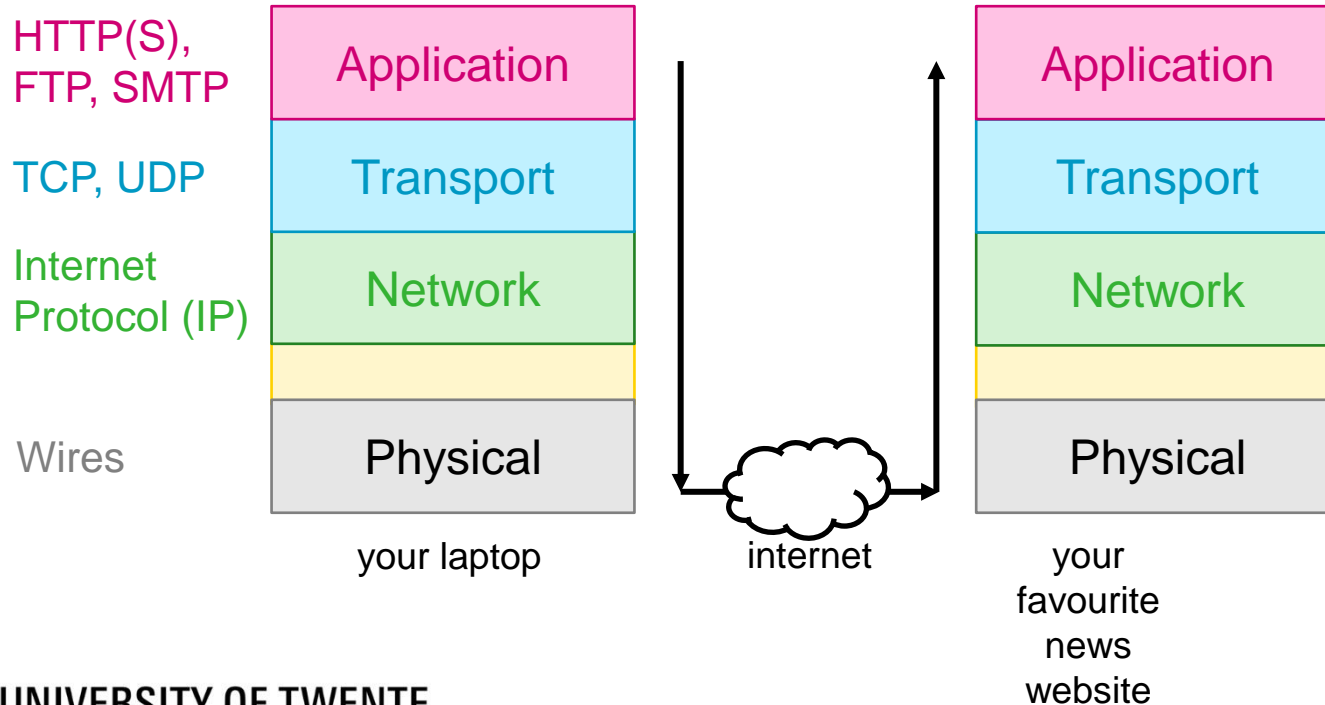 HTTP(S),
FTP, SMTP
Application
Application
TCP, UDP
Transport
Transport
Internet
Protocol (IP)
Network
Network
Wires
Physical
Physical
your laptop
internet
your
favourite
news
website
UNIVERSITY OF TWENTE